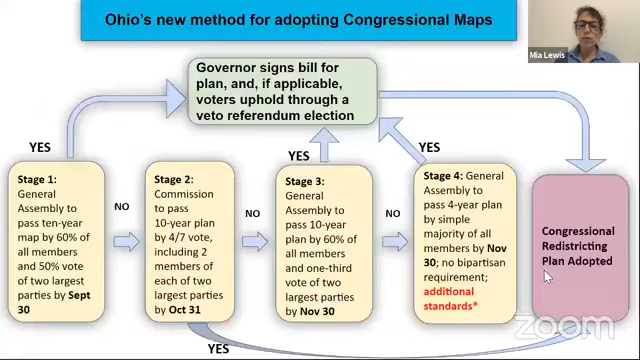 Ohio's new method for adopting Congressional Maps
Mia Lewis
Governor signs bill for
plan, and, if applicable,
voters uphold through a
veto referendum election
YES
Stage 1:
General
Assembly to
pass ten-year
map by 60% of
all members
and 50% vote
of two largest
parties by Sept
30
NO
Stage 2:
Commission to
pass
10-year plan
by 4/7 vote,
including 2
members of
each of two
largest parties
by Oct 31
NO
YES
Stage 3:
General
Assembly to
pass 10-year
plan by 60% of
all members
and one-third
vote of two
largest parties
by Nov 30
NO
YES
Stage 4: General
Assembly to
pass 4-year plan
by simple
majority of all
members by Nov
30; no bipartisan
requirement;
additional
standards*
Congressional
Redistricting
Plan Adopted
YES
zoom